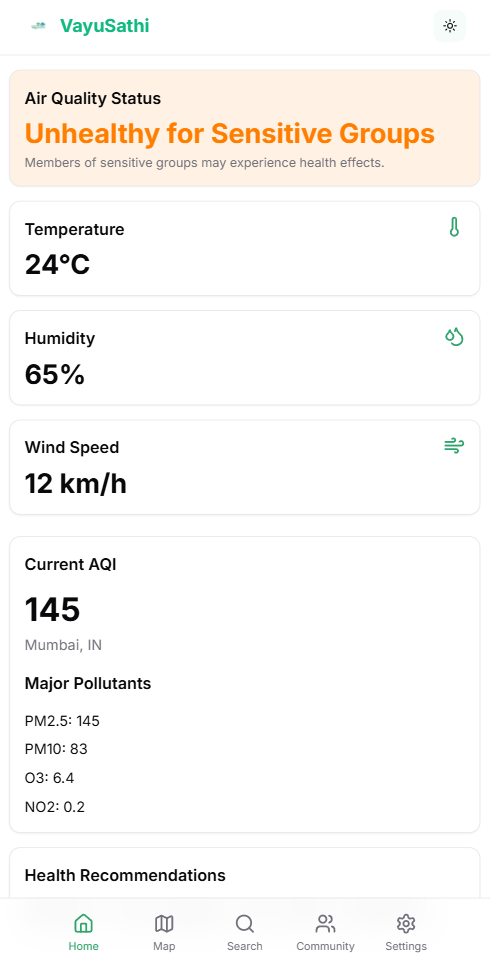 VayuSathi
Air Quality Status
Unhealthy for Sensitive Groups
Members of sensitive groups may experience health effects.
Temperature
24°C
Humidity
65%
Wind Speed
12 km/h
Current AQI
145
Mumbai, IN
Major Pollutants
PM2.5: 145
PM10: 83
O3: 6.4
NO2: 0.2
Health Recommendations
Home Map Search Community Settings